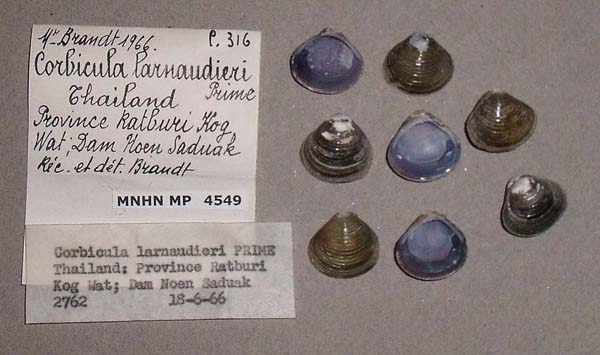 Mr Brandt 1966. P. 316
Corbicula larnaudieri
Thailand Prime
Province Ratburi Kog
Wat, Dam Noen Saduak
Réc. et dét. Brandt
MNHN MP 4549
Corbicula larnaudieri PRIME
Thailand: Province Ratburi
Kog Wat; Dam Noen Saduak
2762 18-6-66